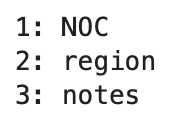 1: NOC
2: region
3: notes